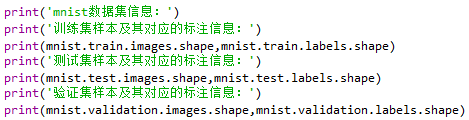 print('mnist数据集信息：')
print('训练集样本及其对应的标注信息：')
print(mnist.train.images.shape,mnist.train.labels.shape)
print('测试集样本及其对应的标注信息：')
print(mnist.test.images.shape,mnist.test.labels.shape)
print('验证集样本及其对应的标注信息：')
print(mnist.validation.images.shape,mnist.validation.labels.shape)